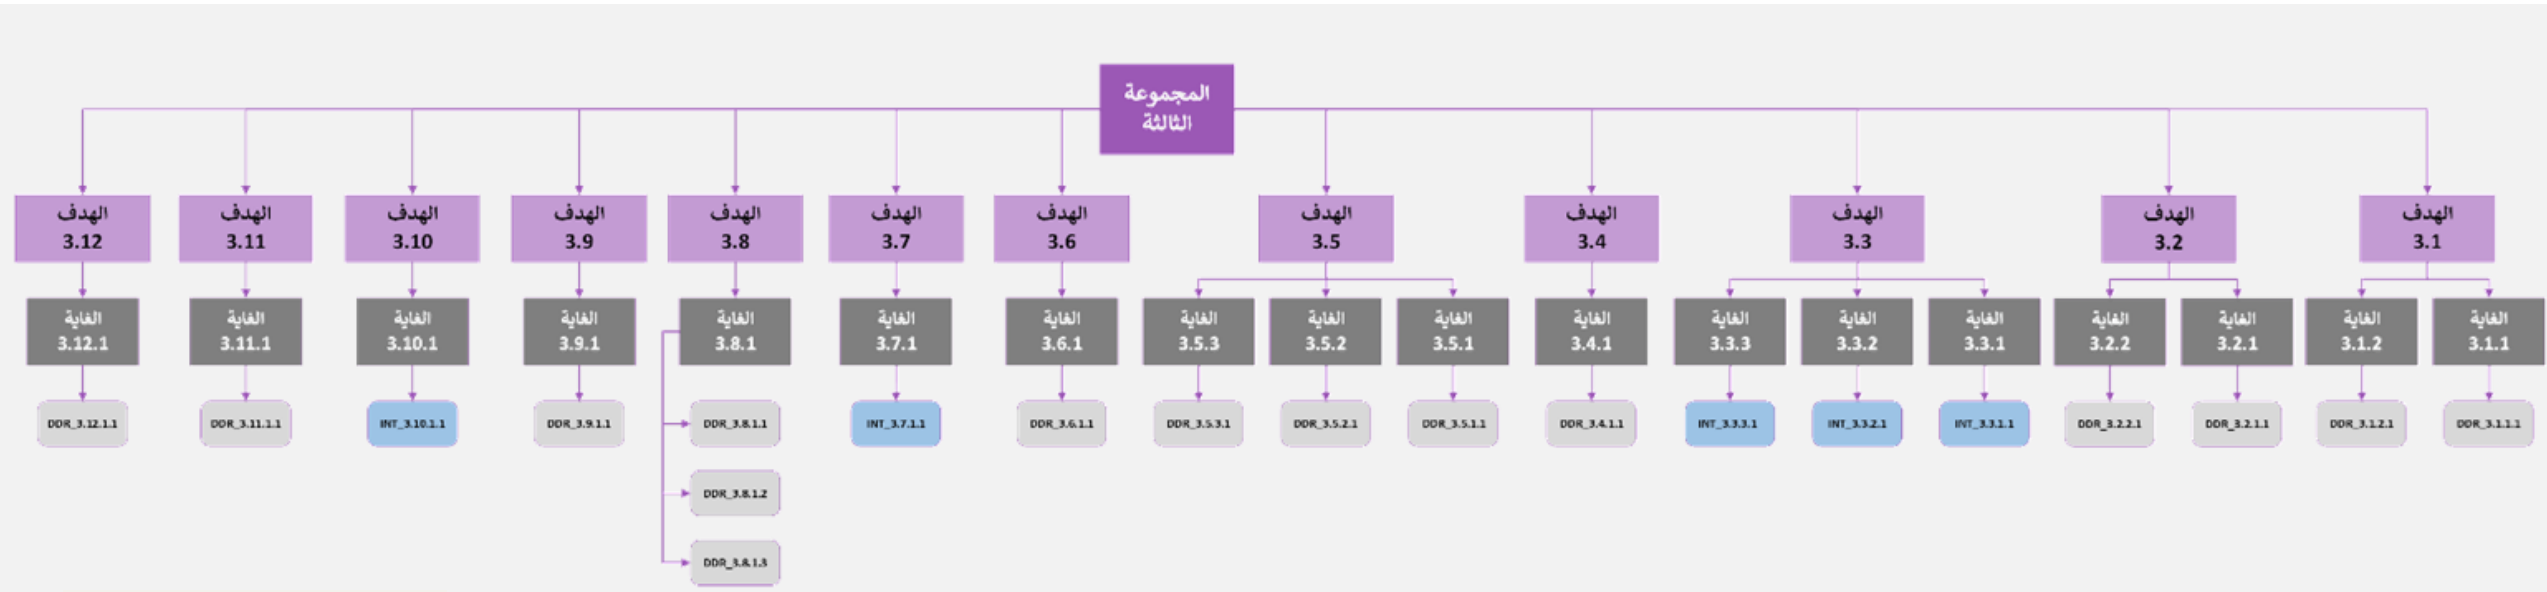 المجموعة
الثالثة
الهدف
3.1
الهدف
3.2
الهدف
3.3
الهدف
3.4
الهدف
3.5
الهدف
3.6
الهدف
3.7
الهدف
3.8
الهدف
3.9
الهدف
3.10
الهدف
3.11
الهدف
3.12
الغاية
3.1.1
الغاية
3.1.2
الغاية
3.2.1
الغاية
3.2.2
الغاية
3.3.1
الغاية
3.3.2
الغاية
3.3.3
الغاية
3.4.1
الغاية
3.5.1
الغاية
3.5.2
الغاية
3.5.3
الغاية
3.6.1
الغاية
3.7.1
الغاية
3.8.1
الغاية
3.9.1
الغاية
3.10.1
الغاية
3.11.1
الغاية
3.12.1
DDR_3.1.1.1
DDR_3.1.2.1
DDR_3.2.1.1
DDR_3.2.2.1
INT_3.3.1.1
INT_3.3.2.1
INT_3.3.3.1
DDR_3.4.1.1
DDR_3.5.1.1
DDR_3.5.2.1
DDR_3.5.3.1
DDR_3.6.1.1
INT_3.7.1.1
DDR_3.8.1.1
DDR_3.9.1.1
INT_3.10.1.1
DDR_3.11.1.1
DDR_3.12.1.1
DDR_3.8.1.2
DDR_3.8.1.3